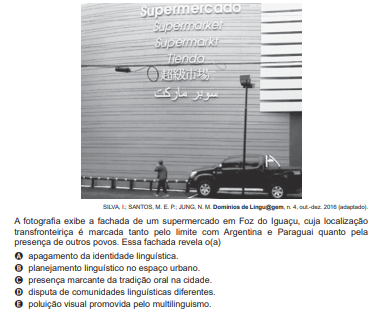 Supermercado
Supermarket
Supermarkt
Tienda
超級市場
سوبر ماركت
SILVA, I.; SANTOS, M. E. P.; JUNG, N. M. Domínios de Lingu@gem, n. 4, out.-dez. 2016 (adaptado).
A fotografia exibe a fachada de um supermercado em Foz do Iguaçu, cuja localização
transfronteiriça é marcada tanto pelo limite com Argentina e Paraguai quanto pela
presença de outros povos. Essa fachada revela o(a)
A apagamento da identidade linguística.
B planejamento linguístico no espaço urbano.
C presença marcante da tradição oral na cidade.
D disputa de comunidades linguísticas diferentes.
E poluição visual promovida pelo multilinguismo.